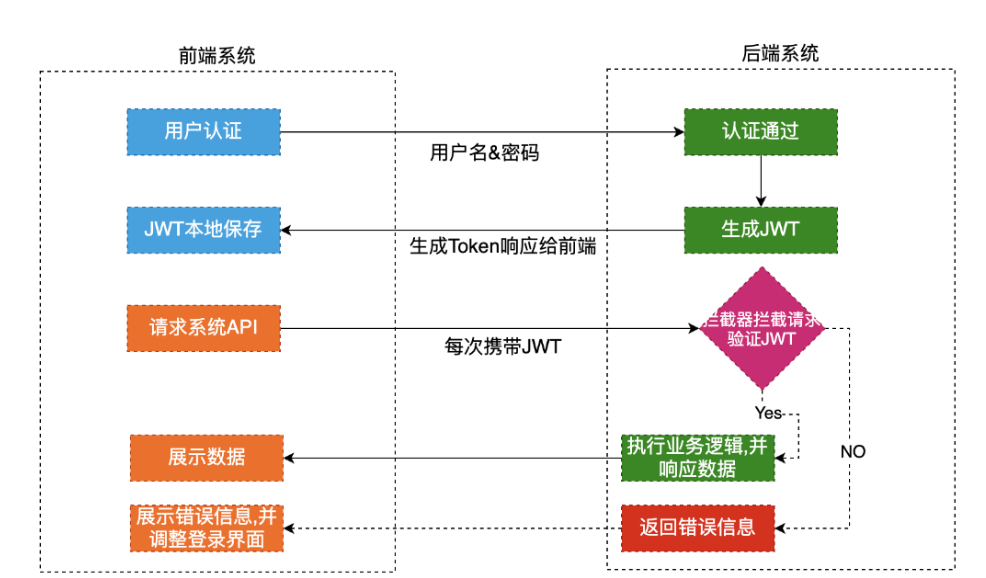 前端系统
后端系统
用户认证
用户名&密码
认证通过
JWT本地保存
生成Token响应给前端
生成JWT
请求系统API
每次携带JWT
拦截器拦截请求
验证JWT
Yes
NO
展示数据
执行业务逻辑,并
响应数据
展示错误信息,并
调整登录界面
返回错误信息